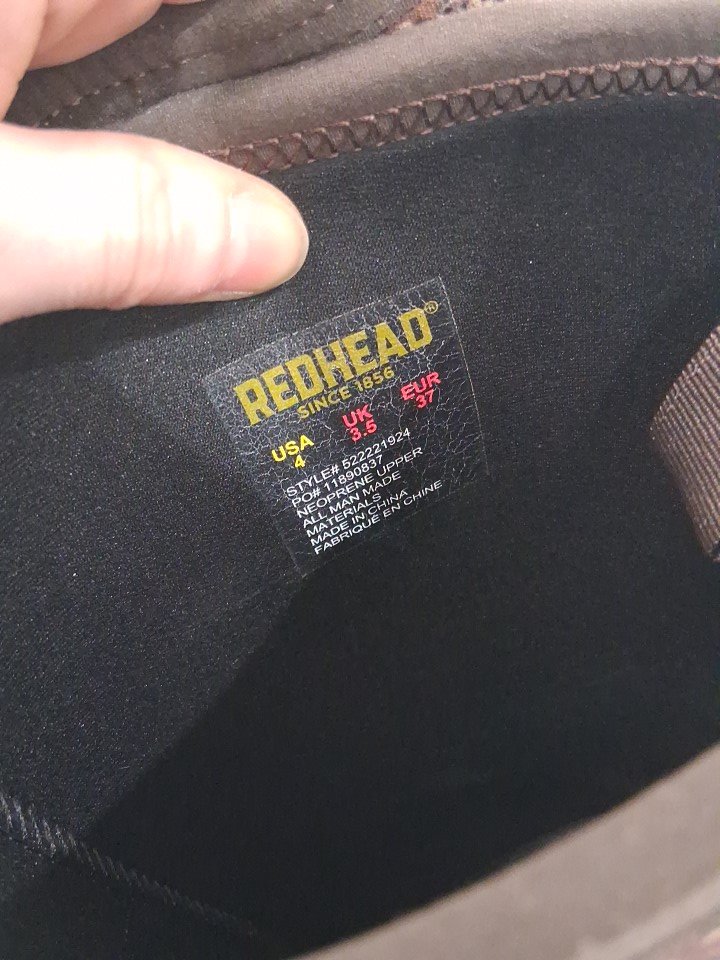 REDHEAD®
SINCE 1856
USA UK EUR
4 3.5 37
STYLE# 522221924
PO# 11890837
NEOPRENE UPPER
ALL MAN MADE
MATERIALS
MADE IN CHINA
FABRIQUE EN CHINE